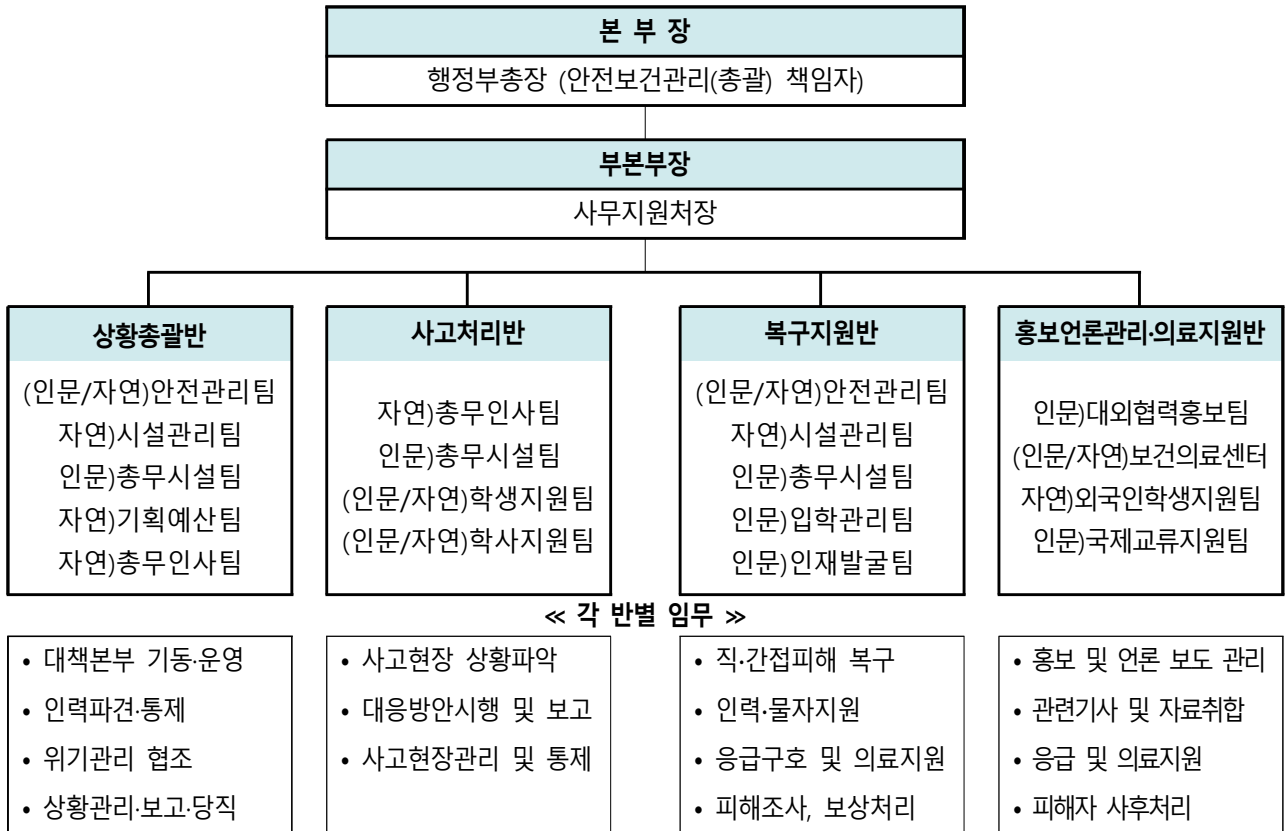 본 부 장
행정부총장 (안전보건관리(총괄) 책임자)
부본부장
사무지원처장
상황총괄반
(인문/자연)안전관리팀
자연)시설관리팀
인문)총무시설팀
자연)기획예산팀
자연)총무인사팀
사고처리반
자연)총무인사팀
인문)총무시설팀
(인문/자연)학생지원팀
(인문/자연)학사지원팀
복구지원반
(인문/자연)안전관리팀
자연)시설관리팀
인문)총무시설팀
인문)입학관리팀
인문)인재발굴팀
홍보언론관리·의료지원반
인문)대외협력홍보팀
(인문/자연)보건의료센터
자연)외국인학생지원팀
인문)국제교류지원팀
≪ 각 반별 임무 ≫
• 대책본부 기동·운영
• 인력파견·통제
• 위기관리 협조
• 상황관리·보고·당직
• 사고현장 상황파악
• 대응방안시행 및 보고
• 사고현장관리 및 통제
• 직·간접피해 복구
• 인력·물자지원
• 응급구호 및 의료지원
• 피해조사, 보상처리
• 홍보 및 언론 보도 관리
• 관련기사 및 자료취합
• 응급 및 의료지원
• 피해자 사후처리